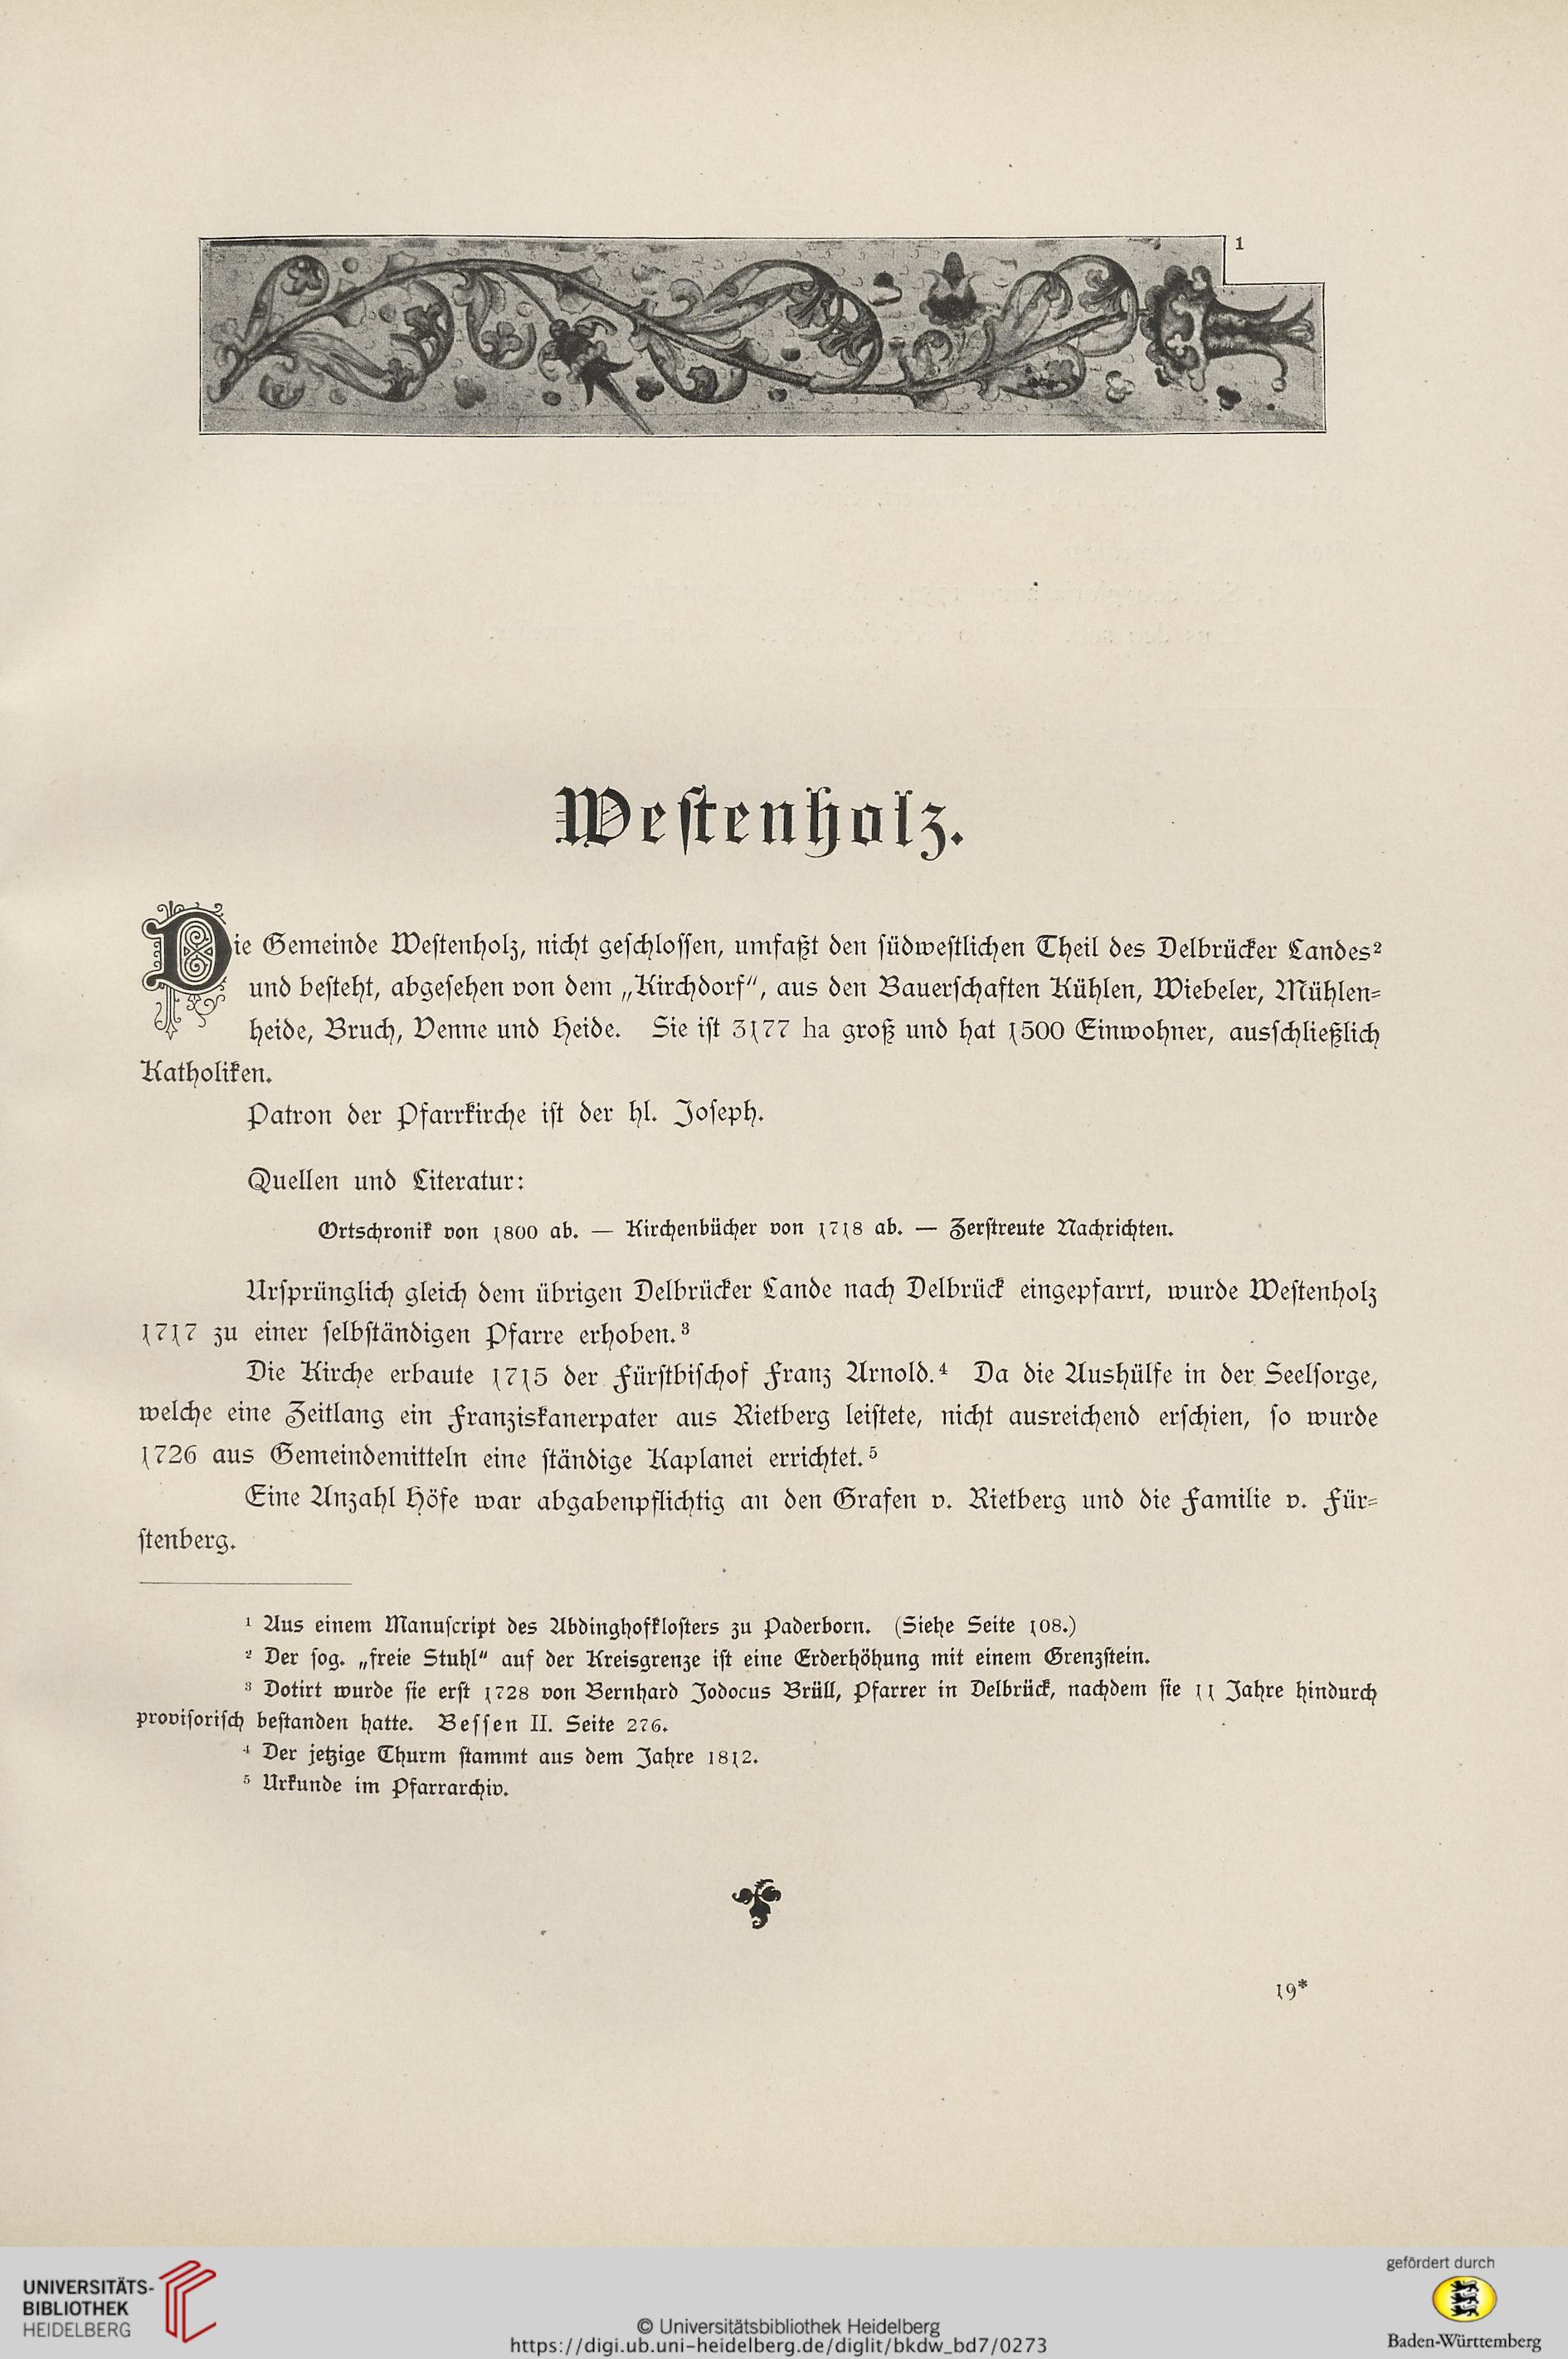 1
Westenholz.
Die Gemeinde Westenholz, nicht geschlossen, umfaßt den südwestlichen Theil des Delbrücker Landes²
und besteht, abgesehen von dem „Kirchdorf“, aus den Bauerschaften Kühlen, Wiebeler, Mühlen-
heide, Bruch, Venne und Heide. Sie ist 3177 ha groß und hat 1500 Einwohner, ausschließlich
Katholiken.
Patron der Pfarrkirche ist der hl. Joseph.
Quellen und Literatur:
Ortschronik von 1800 ab. — Kirchenbücher von 1718 ab. — Zerstreute Nachrichten.
Ursprünglich gleich dem übrigen Delbrücker Lande nach Delbrück eingepfarrt, wurde Westenholz
1717 zu einer selbständigen Pfarre erhoben.³
Die Kirche erbaute 1715 der Fürstbischof Franz Arnold.⁴ Da die Aushülfe in der Seelsorge,
welche eine Zeitlang ein Franziskanerpater aus Rietberg leistete, nicht ausreichend erschien, so wurde
1726 aus Gemeindemitteln eine ständige Kaplanei errichtet.⁵
Eine Anzahl Höfe war abgabenpflichtig an den Grafen v. Rietberg und die Familie v. Für-
stenberg.
¹ Aus einem Manuscript des Abdinghofklosters zu Paderborn. (Siehe Seite 108.)
² Der sog. „freie Stuhl“ auf der Kreisgrenze ist eine Erderhöhung mit einem Grenzstein.
³ Dotirt wurde sie erst 1728 von Bernhard Jodocus Brüll, Pfarrer in Delbrück, nachdem sie 11 Jahre hindurch
provisorisch bestanden hatte. Bessen II. Seite 276.
⁴ Der jetzige Thurm stammt aus dem Jahre 1812.
⁵ Urkunde im Pfarrarchiv.
19*
UNIVERSITÄTS-
BIBLIOTHEK
HEIDELBERG
© Universitätsbibliothek Heidelberg
https://digi.ub.uni-heidelberg.de/diglit/bkdw_bd7/0273
gefördert durch
Baden-Württemberg